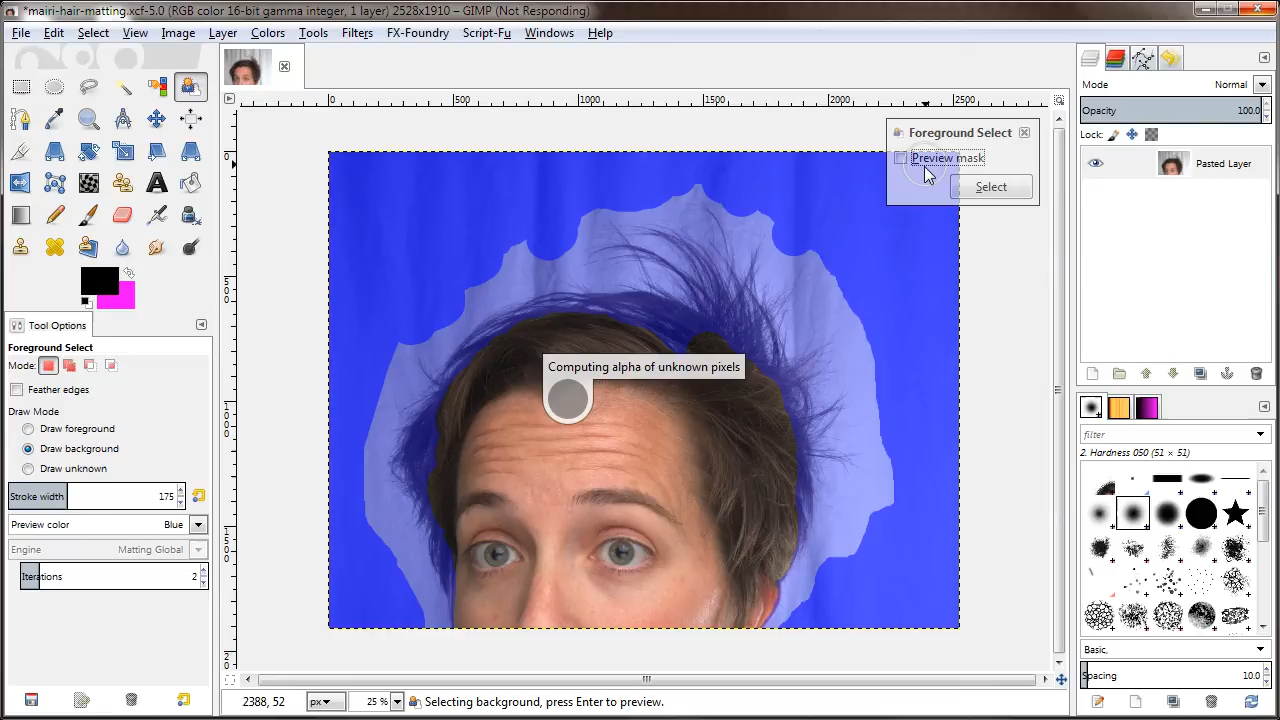 *mairi-hair-matting.xcf-5.0 (RGB color 16-bit gamma integer, 1 layer) 2528x1910 – GIMP (Not Responding)
File Edit Select View Image Layer Colors Tools Filters FX-Foundry Script-Fu Windows Help
0 500 1000 1500 2000 2500
0
500
1000
1500
2
Foreground Select
Preview mask
Select
Computing alpha of unknown pixels
Tool Options
Foreground Select
Mode:
Feather edges
Draw Mode
Draw foreground
Draw background
Draw unknown
Stroke width 175
Preview color Blue
Engine Matting Global
Iterations 2
2388, 52 px 25 % Selecting background, press Enter to preview.
Mode Normal
Opacity 100.0
Lock:
Pasted Layer
filter
2. Hardness 050 (51 × 51)
Basic,
Spacing 10.0